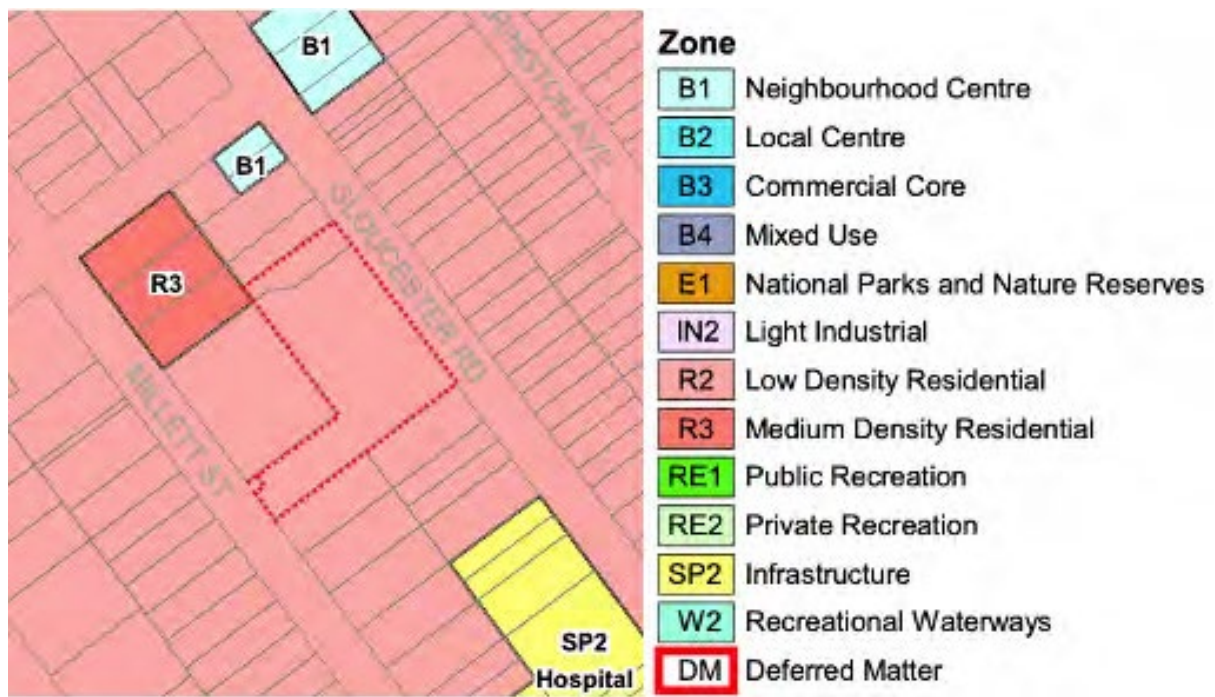 B1
B1
GLOUCESTER RD
R3
MILLETT ST
SP2
Hospital
Zone
B1 Neighbourhood Centre
B2 Local Centre
B3 Commercial Core
B4 Mixed Use
E1 National Parks and Nature Reserves
IN2 Light Industrial
R2 Low Density Residential
R3 Medium Density Residential
RE1 Public Recreation
RE2 Private Recreation
SP2 Infrastructure
W2 Recreational Waterways
DM Deferred Matter